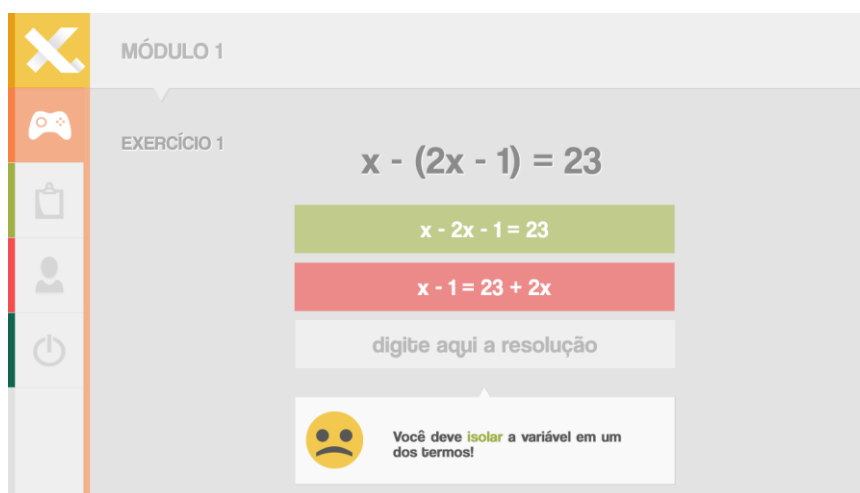 MÓDULO 1
EXERCÍCIO 1
x - (2x - 1) = 23
x - 2x - 1 = 23
x - 1 = 23 + 2x
digite aqui a resolução
Você deve isolar a variável em um
dos termos!